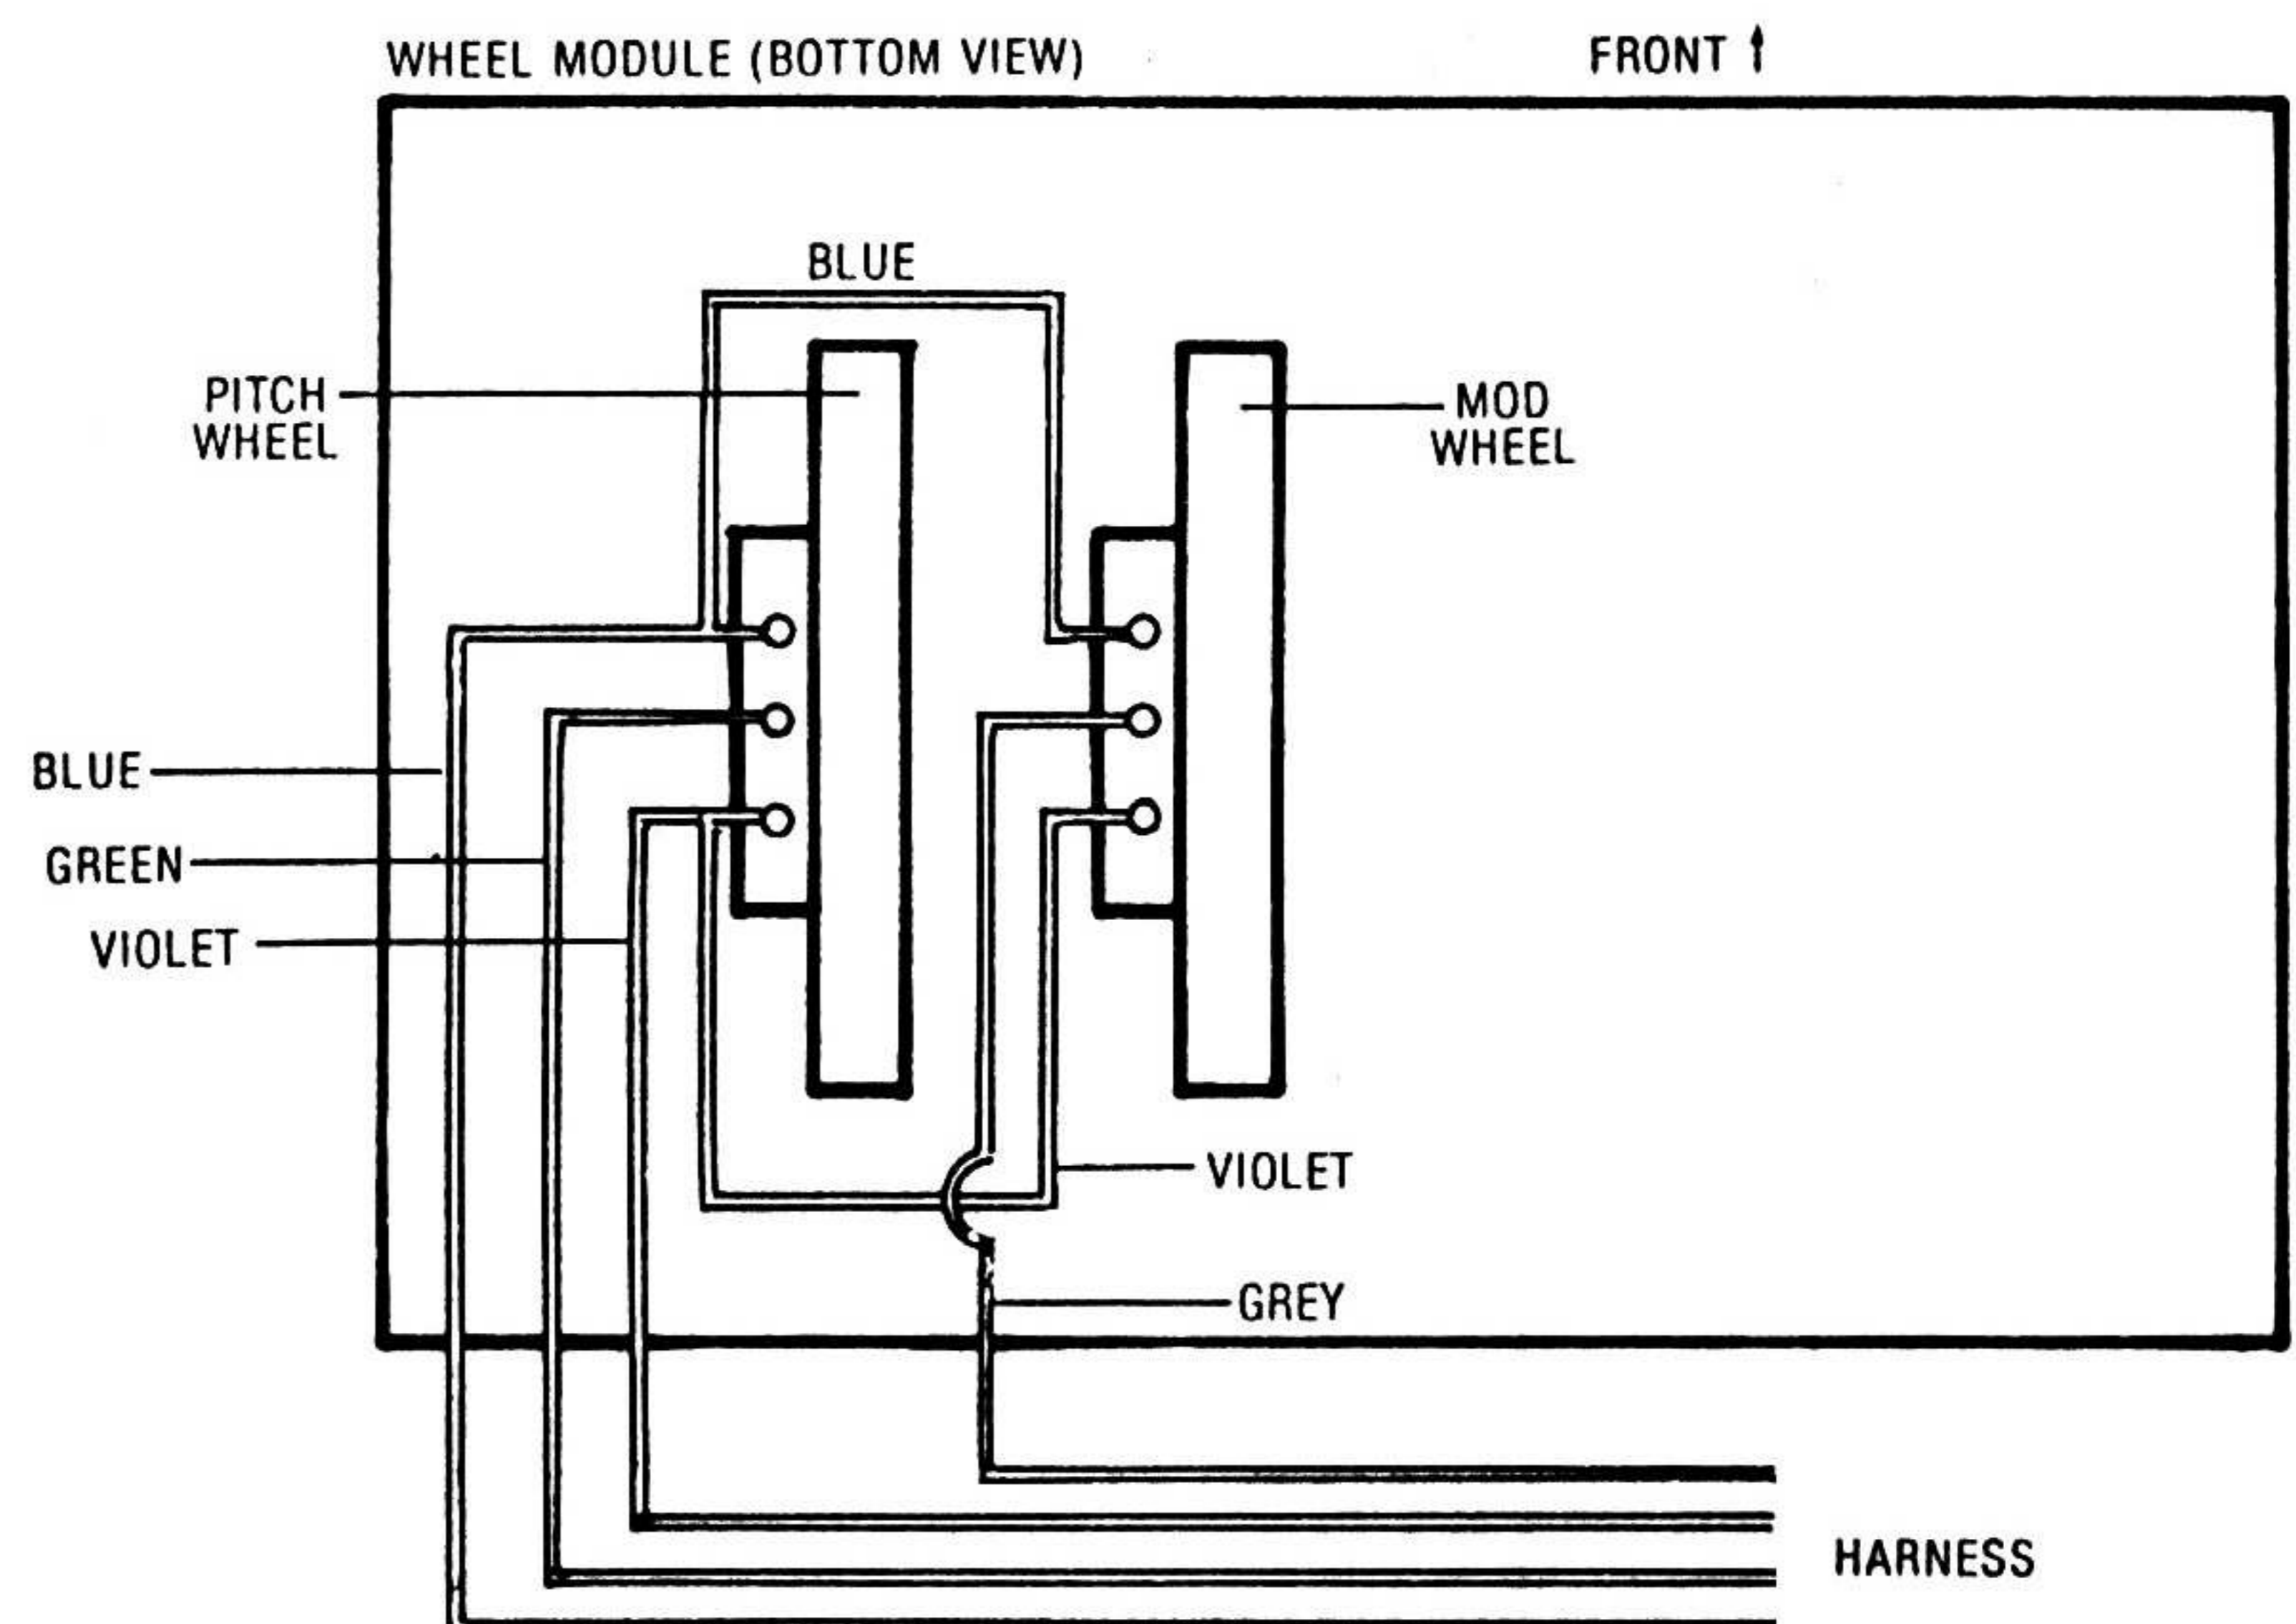 WHEEL MODULE (BOTTOM VIEW)
FRONT ↑
BLUE
PITCH
WHEEL
MOD
WHEEL
BLUE
GREEN
VIOLET
VIOLET
GREY
HARNESS